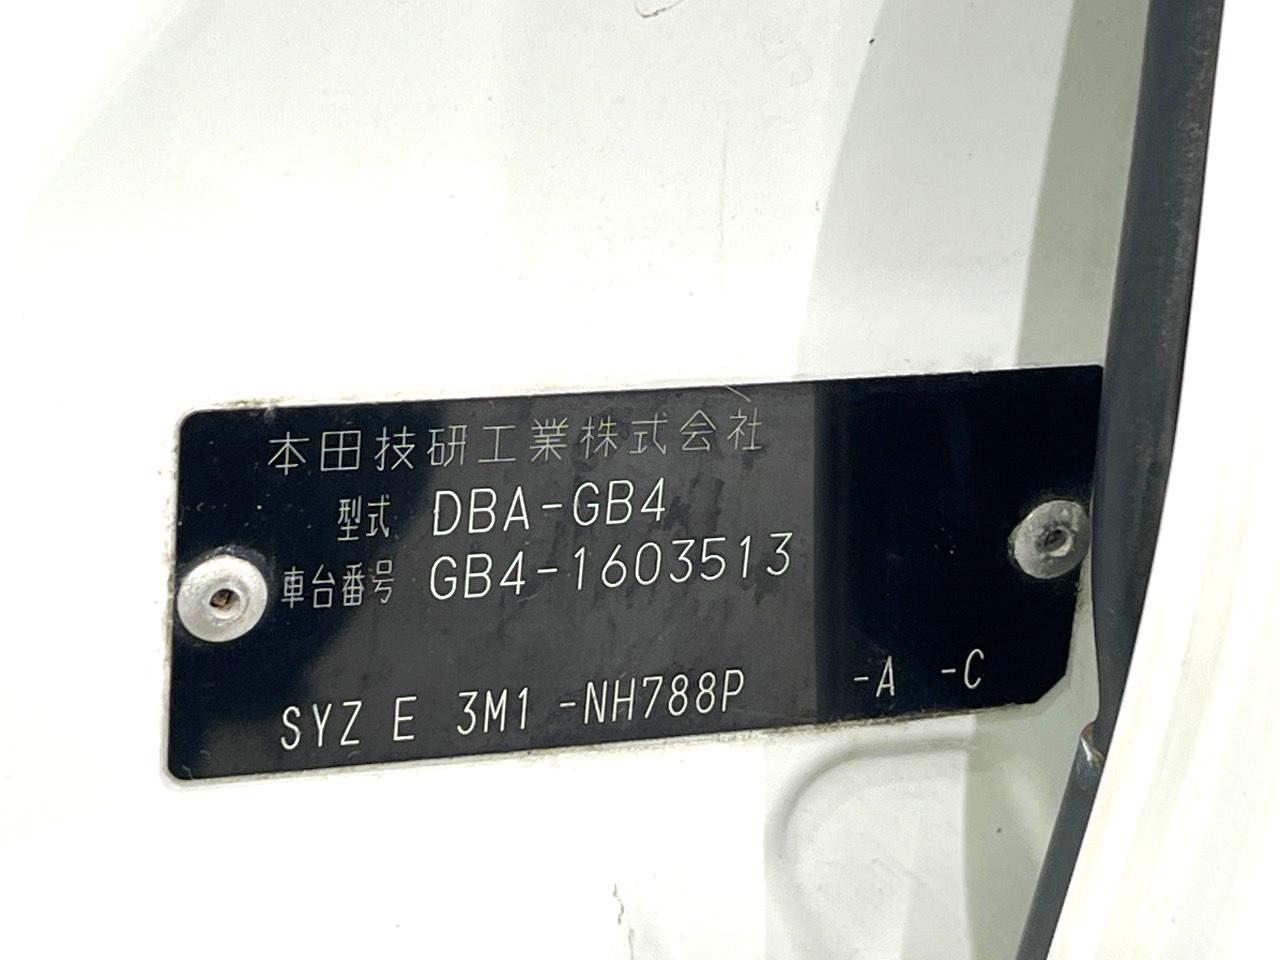 本田技研工業株式会社
型式 DBA-GB4
車台番号 GB4-1603513
SYZ E 3M1 -NH788P -A -C